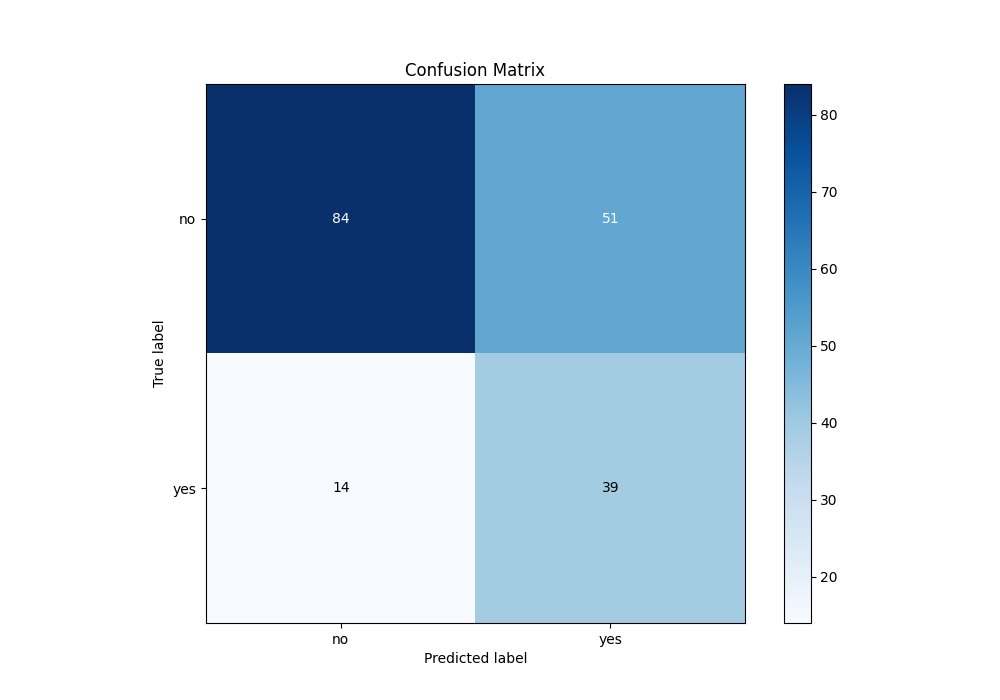 Confusion Matrix
84
51
14
39
no
yes
True label
no
yes
Predicted label
80
70
60
50
40
30
20